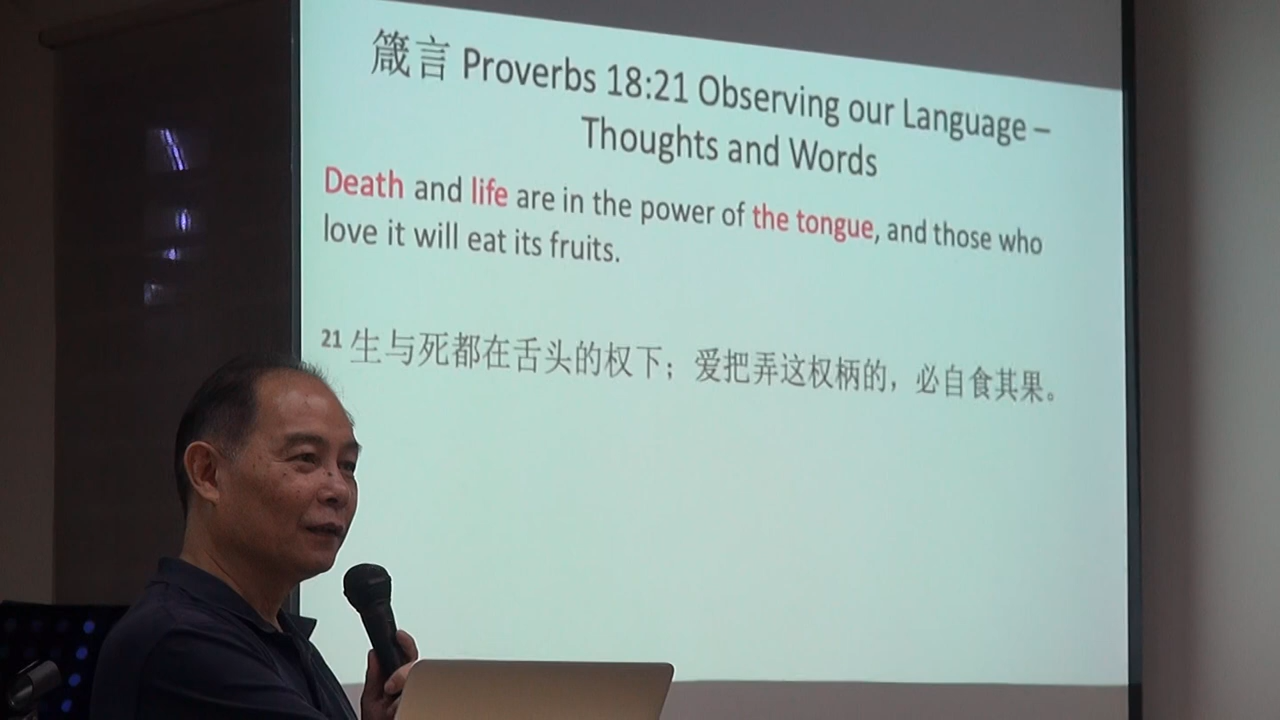 箴言 Proverbs 18:21 Observing our Language –
Thoughts and Words
Death and life are in the power of the tongue, and those who
love it will eat its fruits.
21 生与死都在舌头的权下；爱把弄这权柄的，必自食其果。